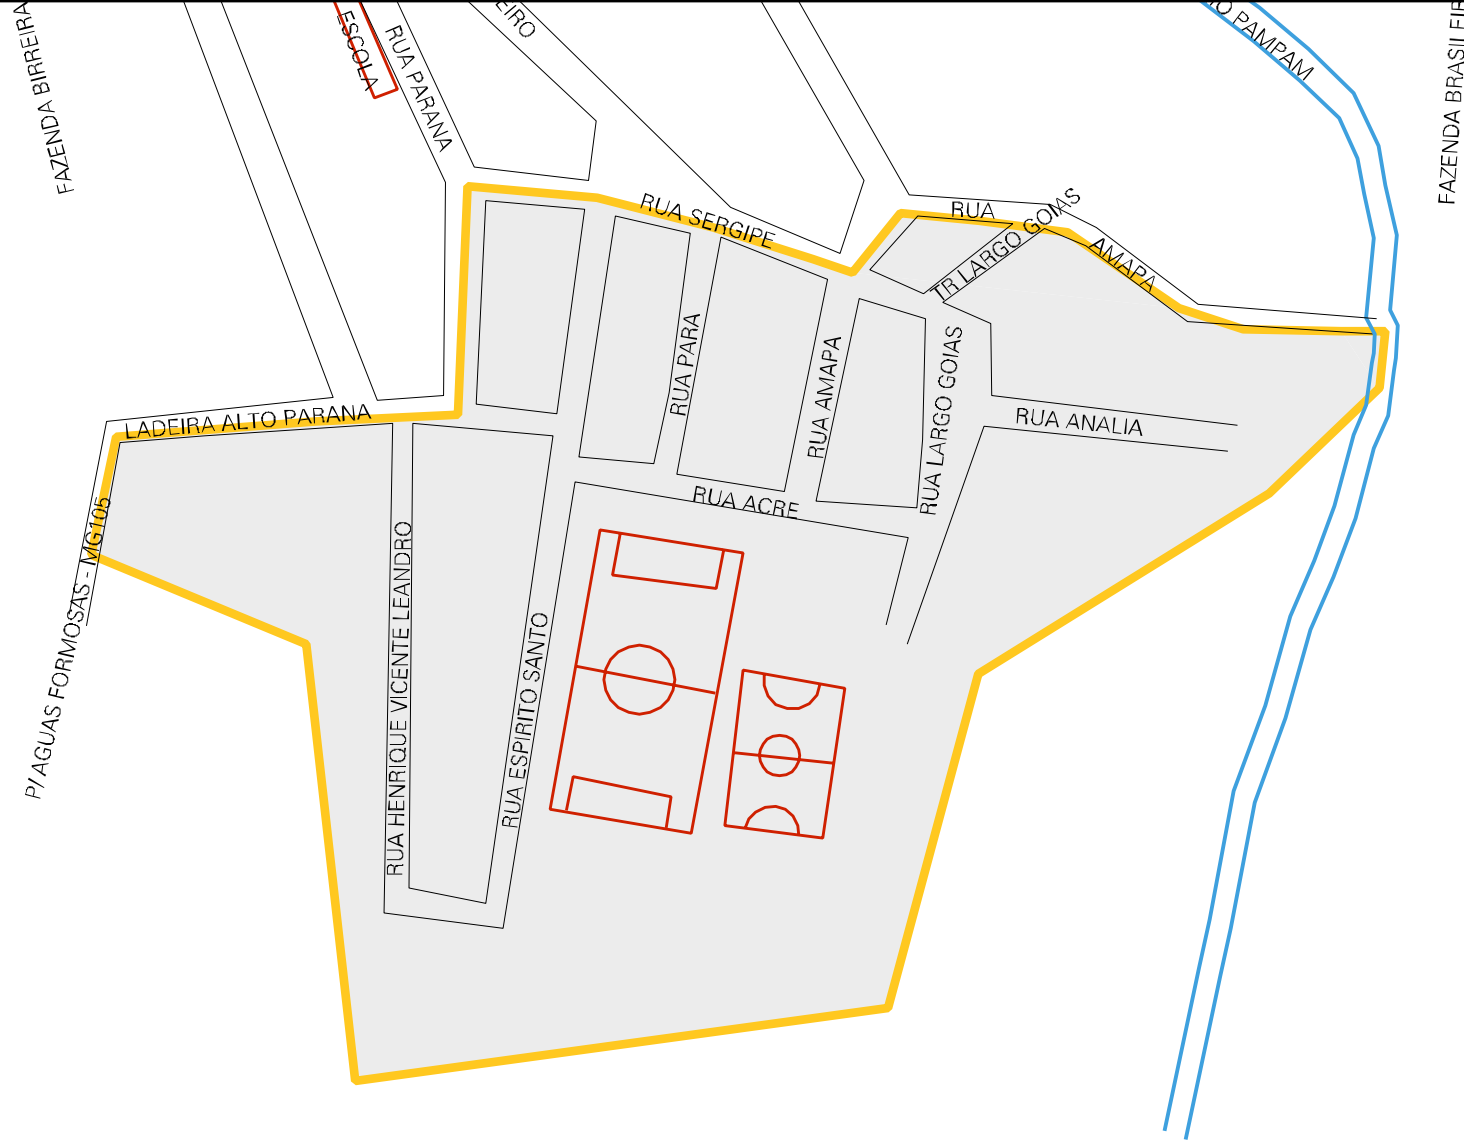 FAZENDA BIRREIRA
ESCOLA
RUA PARANA
EIRO
IO PAMPAM
FAZENDA BRASILEIR
RUA SERGIPE
RUA
AMAPA
TR LARGO GOIAS
RUA PARA
RUA AMAPA
RUA LARGO GOIAS
LADEIRA ALTO PARANA
RUA ANALIA
RUA ACRE
P/ AGUAS FORMOSAS - MG105
RUA HENRIQUE VICENTE LEANDRO
RUA ESPIRITO SANTO